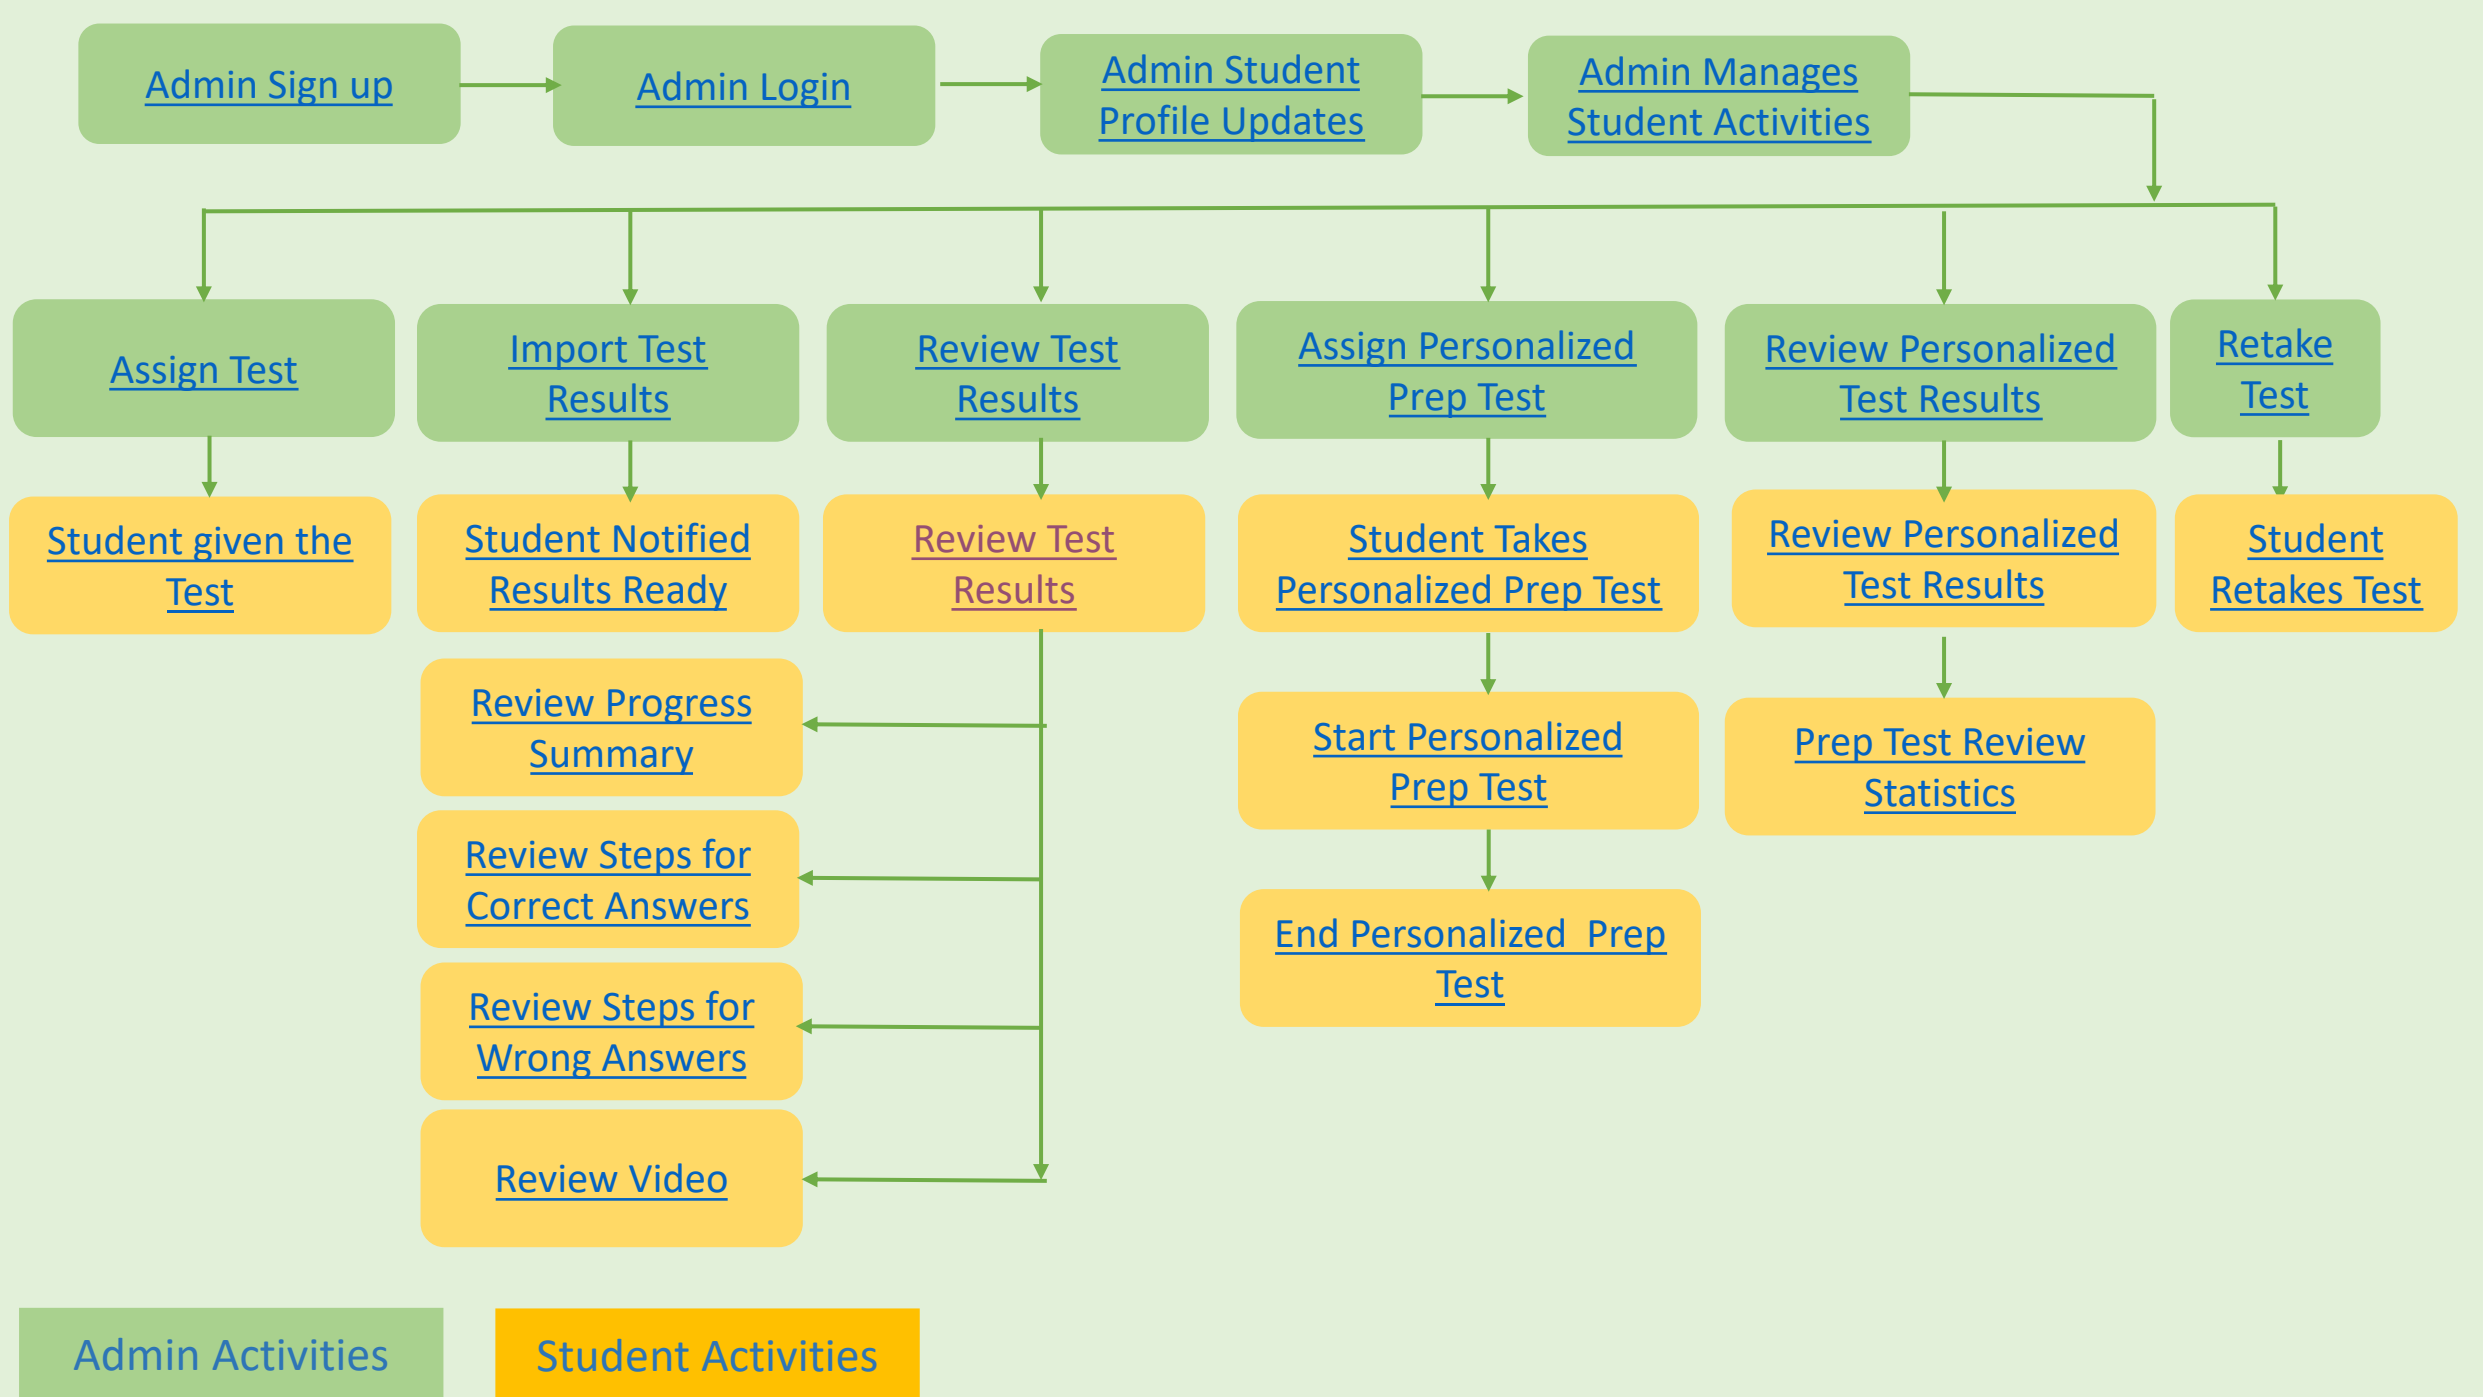 Admin Sign up
Admin Login
Admin Student
Profile Updates
Admin Manages
Student Activities
Assign Test
Import Test
Results
Review Test
Results
Assign Personalized
Prep Test
Review Personalized
Test Results
Retake
Test
Student given the
Test
Student Notified
Results Ready
Review Test
Results
Student Takes
Personalized Prep Test
Review Personalized
Test Results
Student
Retakes Test
Review Progress
Summary
Start Personalized
Prep Test
Prep Test Review
Statistics
Review Steps for
Correct Answers
End Personalized  Prep
Test
Review Steps for
Wrong Answers
Review Video
Admin Activities
Student Activities